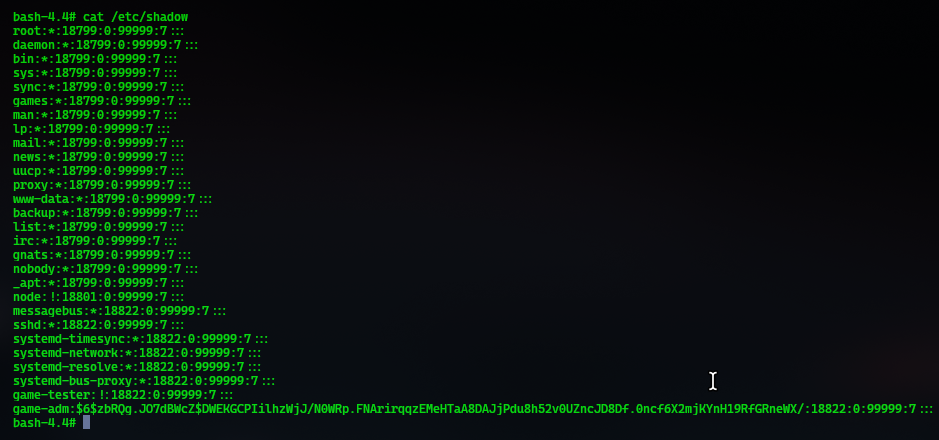 bash-4.4# cat /etc/shadow
root:*:18799:0:99999:7:::
daemon:*:18799:0:99999:7:::
bin:*:18799:0:99999:7:::
sys:*:18799:0:99999:7:::
sync:*:18799:0:99999:7:::
games:*:18799:0:99999:7:::
man:*:18799:0:99999:7:::
lp:*:18799:0:99999:7:::
mail:*:18799:0:99999:7:::
news:*:18799:0:99999:7:::
uucp:*:18799:0:99999:7:::
proxy:*:18799:0:99999:7:::
www-data:*:18799:0:99999:7:::
backup:*:18799:0:99999:7:::
list:*:18799:0:99999:7:::
irc:*:18799:0:99999:7:::
gnats:*:18799:0:99999:7:::
nobody:*:18799:0:99999:7:::
_apt:*:18799:0:99999:7:::
node:!:18801:0:99999:7:::
messagebus:*:18822:0:99999:7:::
sshd:*:18822:0:99999:7:::
systemd-timesync:*:18822:0:99999:7:::
systemd-network:*:18822:0:99999:7:::
systemd-resolve:*:18822:0:99999:7:::
systemd-bus-proxy:*:18822:0:99999:7:::
game-tester:!:18822:0:99999:7:::
game-adm:$6$zbRQg.JO7dBWcZ$DWEKGCPIilhzWjJ/N0WRp.FNArirqqzEMeHTaA8DAJjPdu8h52v0UZncJD8Df.0ncf6X2mjKYnH19RfGRneWX/:18822:0:99999:7:::
bash-4.4#